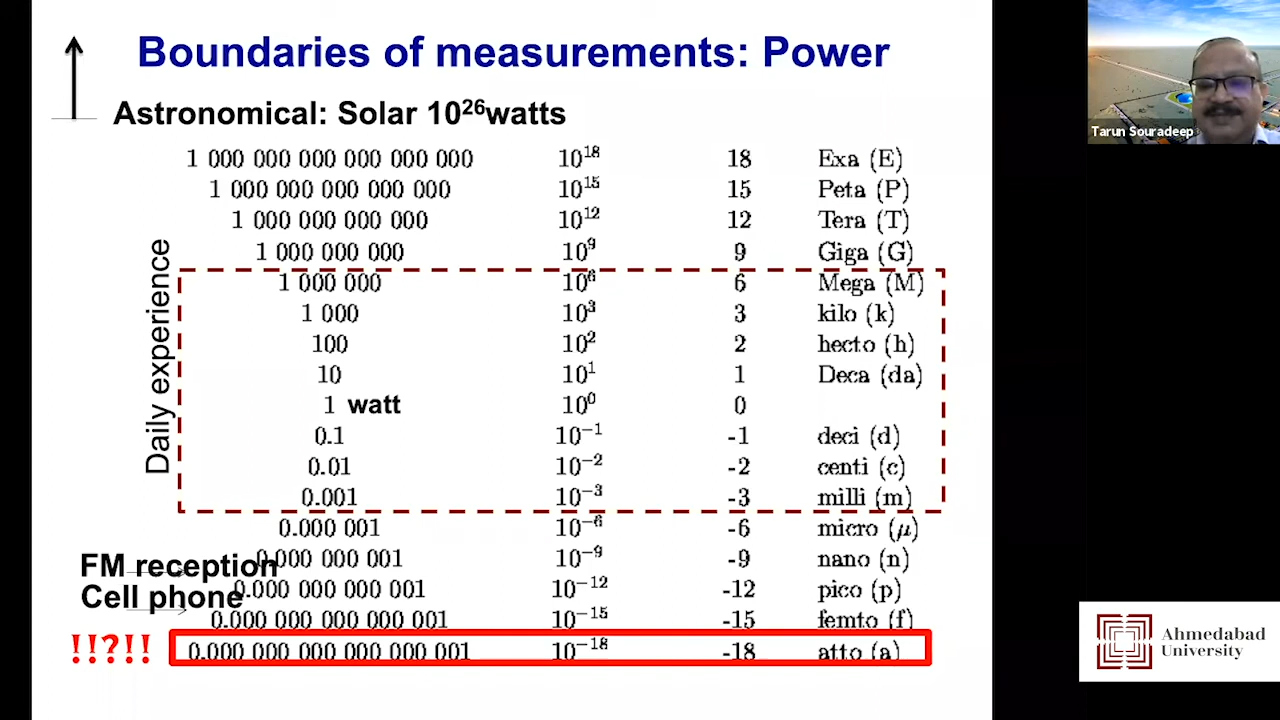 Boundaries of measurements: Power
Astronomical: Solar 10²⁶watts
1 000 000 000 000 000 000 10¹⁸ 18 Exa (E)
1 000 000 000 000 000 10¹⁵ 15 Peta (P)
1 000 000 000 000 10¹² 12 Tera (T)
1 000 000 000 10⁹ 9 Giga (G)
1 000 000 10⁶ 6 Mega (M)
1 000 10³ 3 kilo (k)
100 10² 2 hecto (h)
10 10¹ 1 Deca (da)
1 watt 10⁰ 0
0.1 10⁻¹ -1 deci (d)
0.01 10⁻² -2 centi (c)
0.001 10⁻³ -3 milli (m)
0.000 001 10⁻⁶ -6 micro (μ)
0.000 000 001 10⁻⁹ -9 nano (n)
0.000 000 000 001 10⁻¹² -12 pico (p)
0.000 000 000 000 001 10⁻¹⁵ -15 femto (f)
0.000 000 000 000 000 001 10⁻¹⁸ -18 atto (a)
Daily experience
FM reception
Cell phone
!!?!!
Tarun Souradeep
Ahmedabad
University